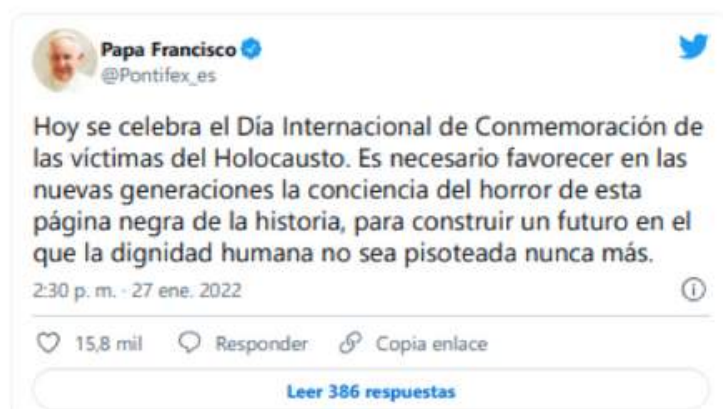 Papa Francisco
@Pontifex_es
Hoy se celebra el Día Internacional de Conmemoración de
las víctimas del Holocausto. Es necesario favorecer en las
nuevas generaciones la conciencia del horror de esta
página negra de la historia, para construir un futuro en el
que la dignidad humana no sea pisoteada nunca más.
2:30 p. m. · 27 ene. 2022
15,8 mil Responder Copia enlace
Leer 386 respuestas